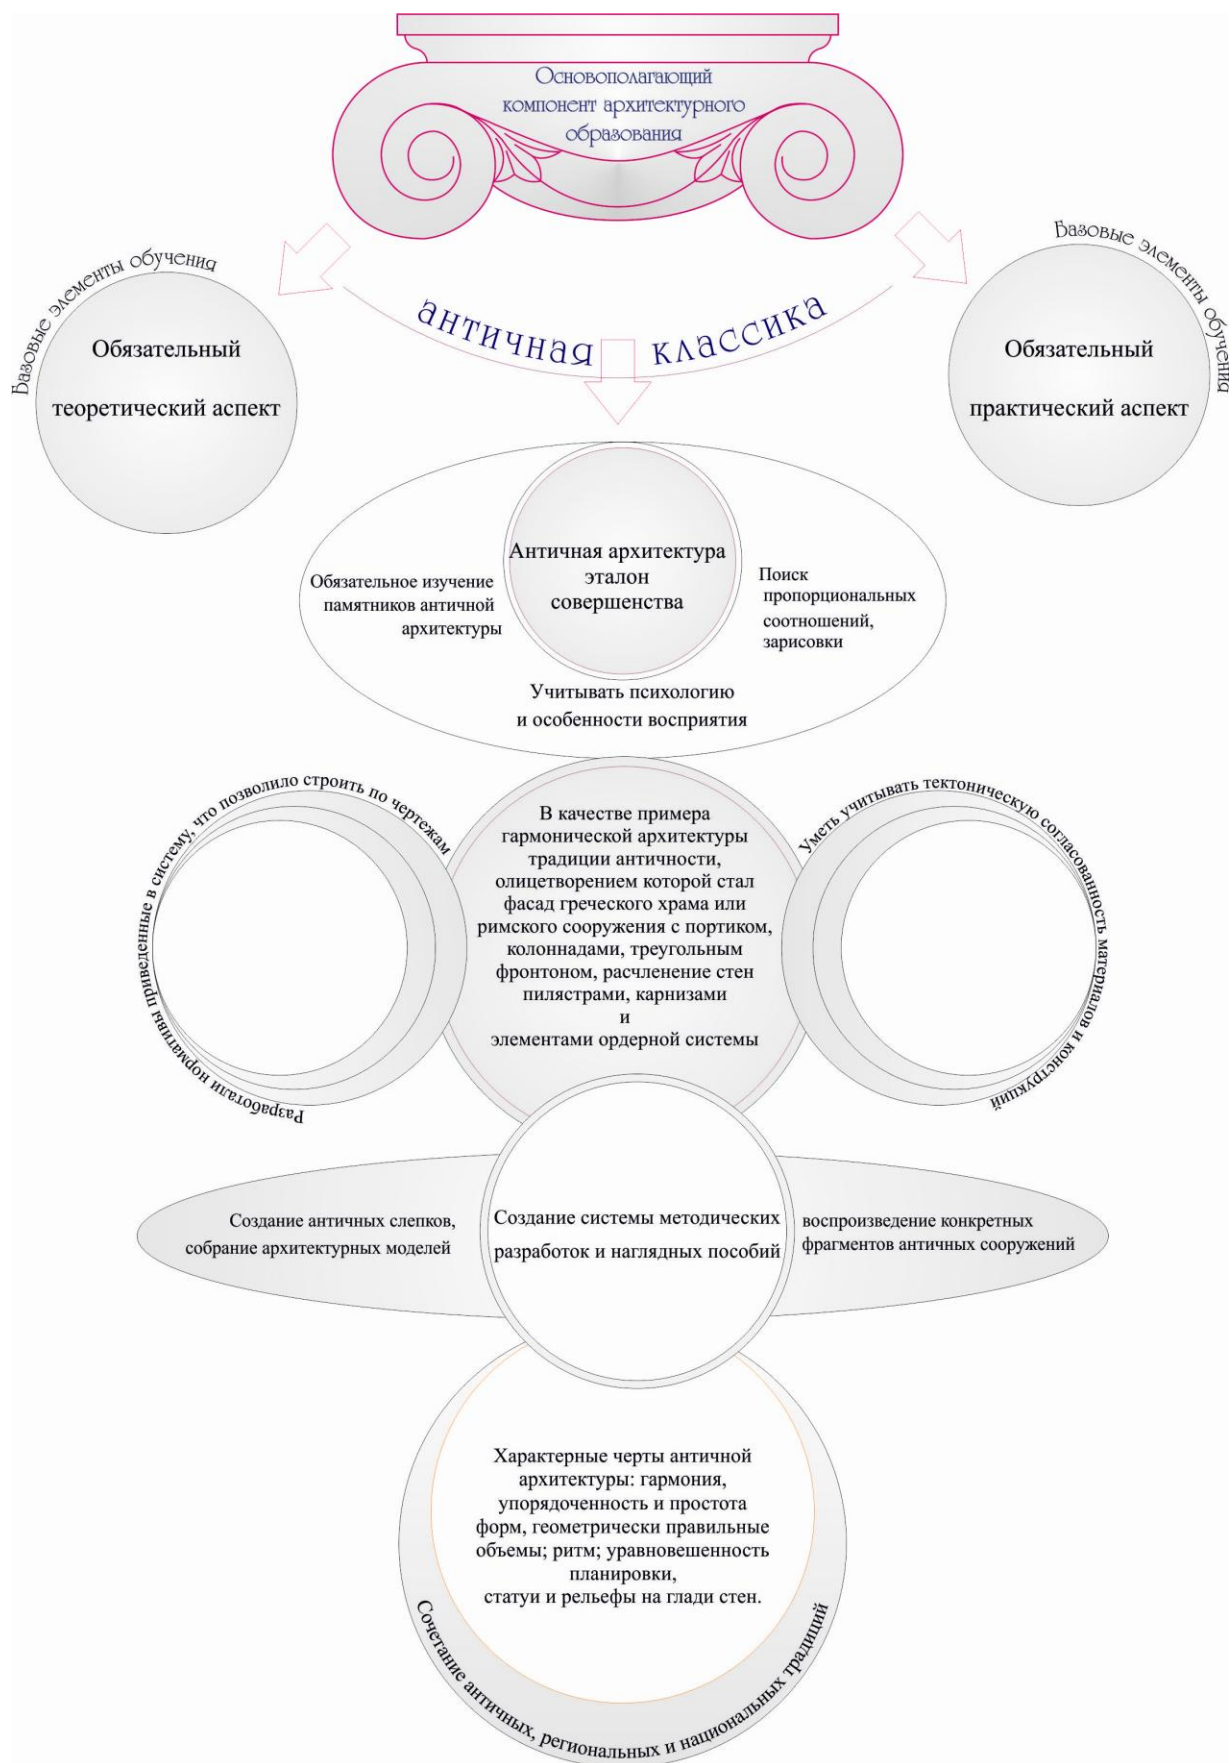 Основополагающий
компонент архитектурного
образования
Базовые элементы обучения
Обязательный
теоретический аспект
античная классика
Базовые элементы обучения
Обязательный
практический аспект
Античная архитектура
эталон
совершенства
Обязательное изучение
памятников античной
архитектуры
Поиск
пропорциональных
соотношений,
зарисовки
Учитывать психологию
и особенности восприятия
Разработали нормативы приведенные в систему, что позволило строить по чертежам
В качестве примера
гармонической архитектуры
традиции античности,
олицетворением которой стал
фасад греческого храма или
римского сооружения с портиком,
колоннадами, треугольным
фронтоном, расчленение стен
пилястрами, карнизами
и
элементами ордерной системы
Уметь учитывать тектоническую согласованность материалов и конструкций
Создание античных слепков,
собрание архитектурных моделей
Создание системы методических
разработок и наглядных пособий
воспроизведение конкретных
фрагментов античных сооружений
Характерные черты античной
архитектуры: гармония,
упорядоченность и простота
форм, геометрически правильные
объемы; ритм; уравновешенность
планировки,
статуи и рельефы на глади стен.
Сочетание античных, региональных и национальных традиций